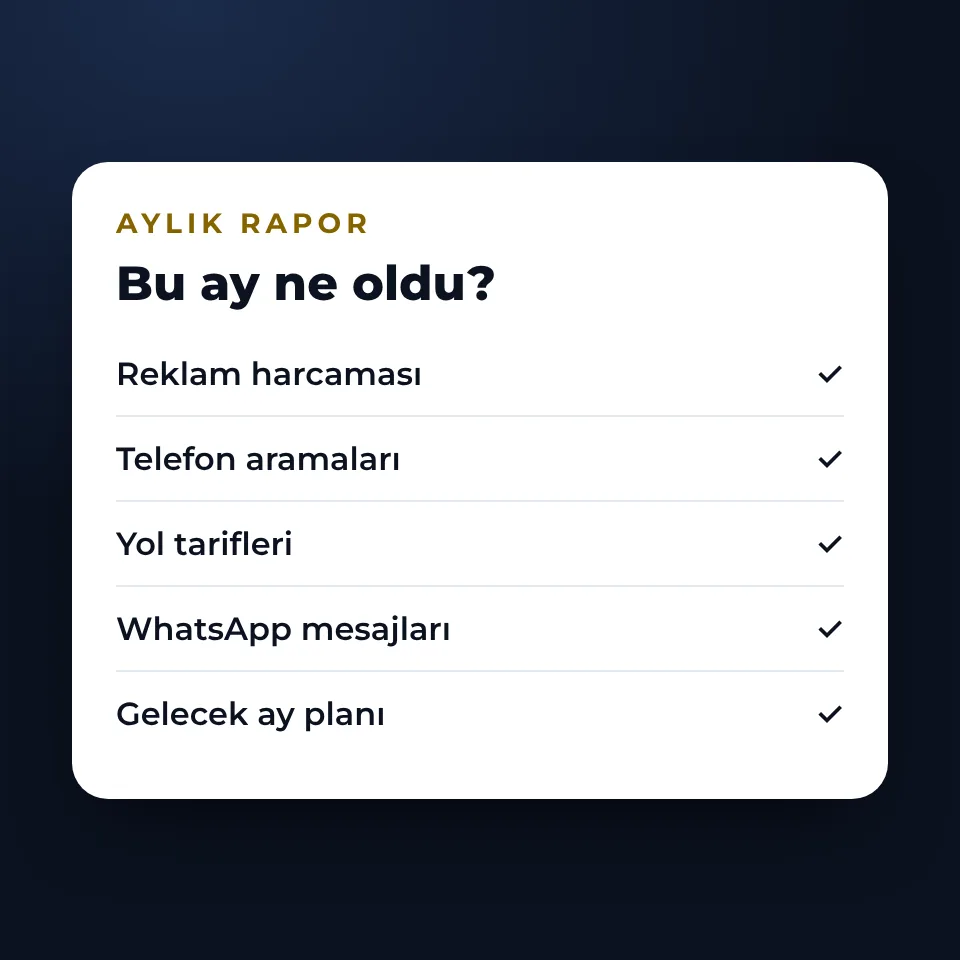 AYLIK RAPOR
Bu ay ne oldu?
Reklam harcaması
Telefon aramaları
Yol tarifleri
WhatsApp mesajları
Gelecek ay planı